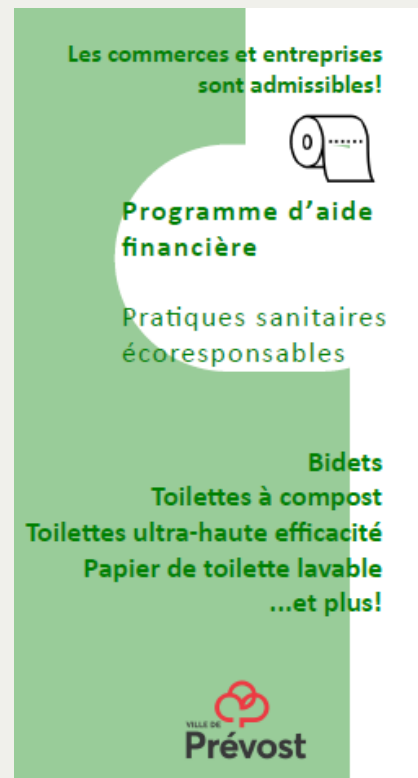 Les commerces et entreprises
sont admissibles!
Programme d'aide
financière
Pratiques sanitaires
écoresponsables
Bidets
Toilettes à compost
Toilettes ultra-haute efficacité
Papier de toilette lavable
...et plus!
VILLE DE
Prévost